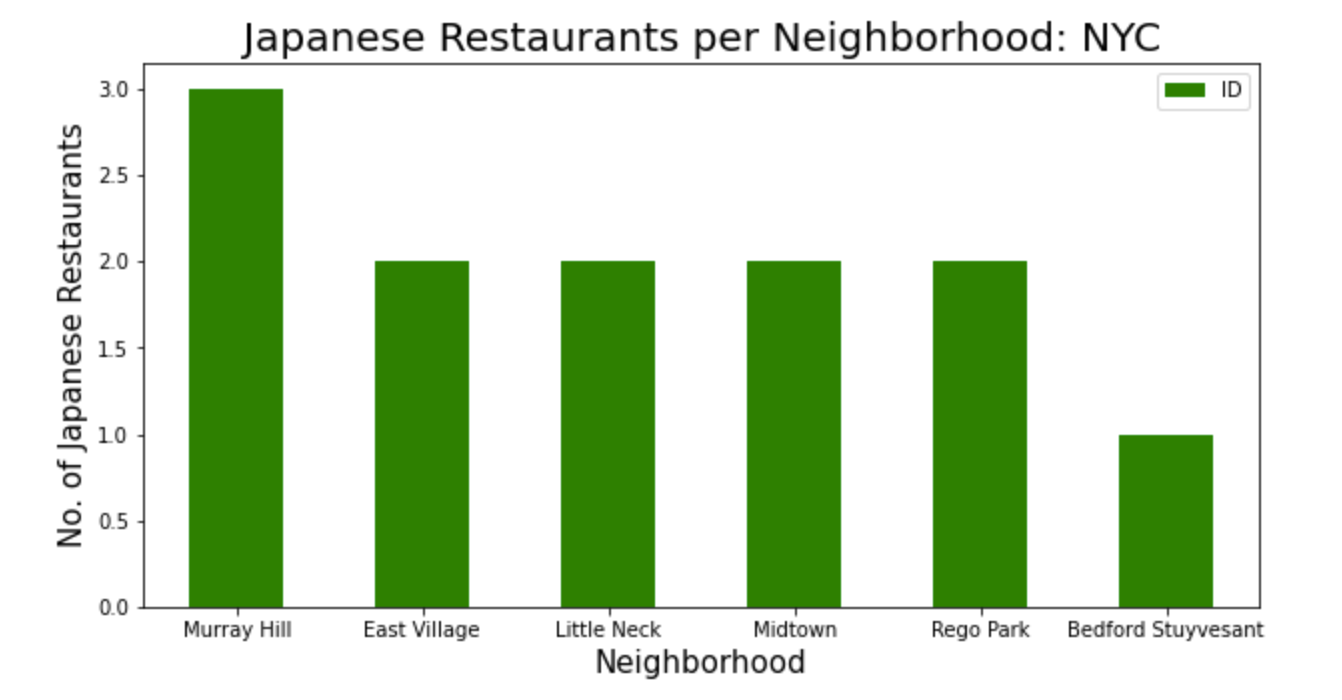 Japanese Restaurants per Neighborhood: NYC
ID
No. of Japanese Restaurants
3.0
2.5
2.0
1.5
1.0
0.5
0.0
Murray Hill East Village Little Neck Midtown Rego Park Bedford Stuyvesant
Neighborhood